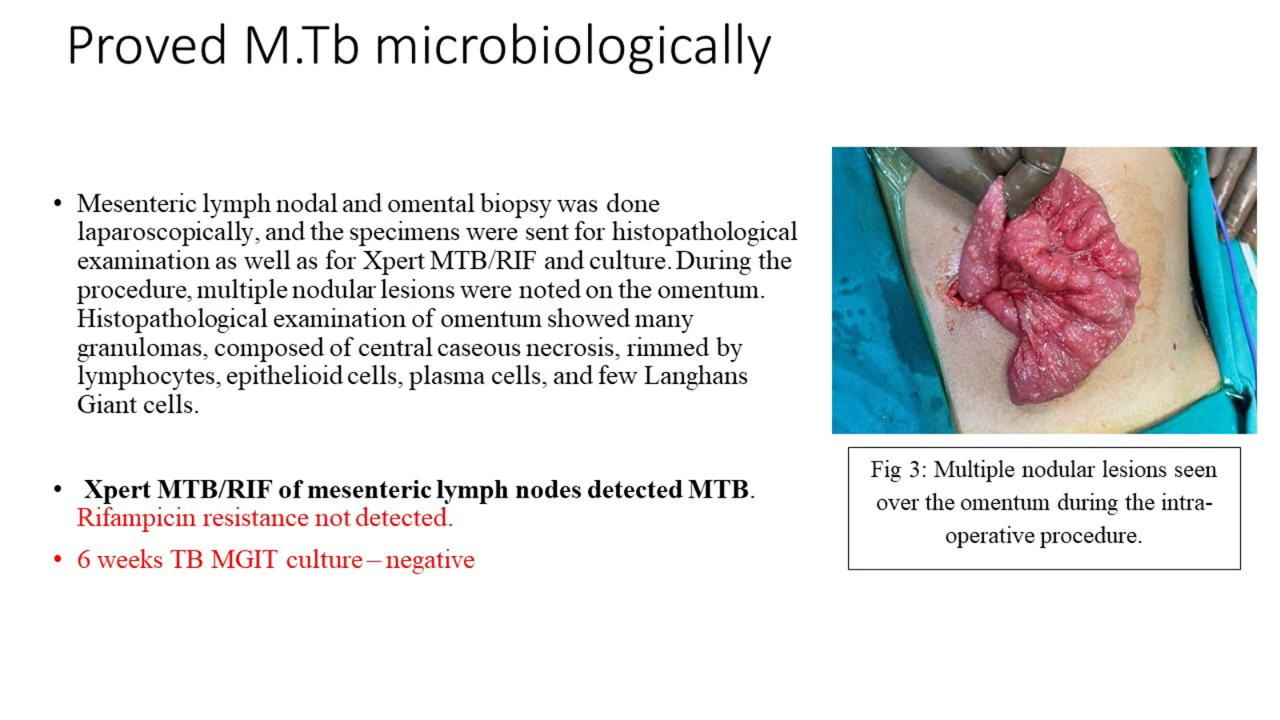 Proved M.Tb microbiologically
• Mesenteric lymph nodal and omental biopsy was done
laparoscopically, and the specimens were sent for histopathological
examination as well as for Xpert MTB/RIF and culture. During the
procedure, multiple nodular lesions were noted on the omentum.
Histopathological examination of omentum showed many
granulomas, composed of central caseous necrosis, rimmed by
lymphocytes, epithelioid cells, plasma cells, and few Langhans
Giant cells.
• Xpert MTB/RIF of mesenteric lymph nodes detected MTB.
Rifampicin resistance not detected.
• 6 weeks TB MGIT culture – negative
Fig 3: Multiple nodular lesions seen
over the omentum during the intra-
operative procedure.